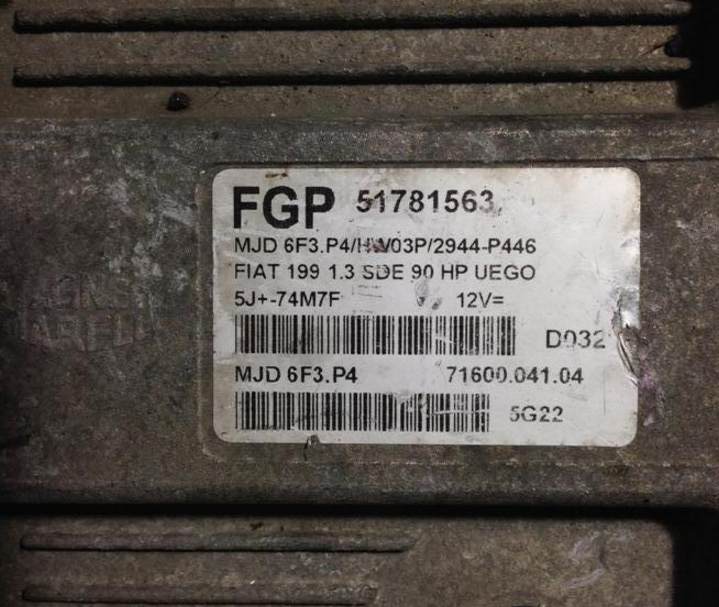 FGP 51781563
MJD 6F3.P4/HW03P/2944-P446
FIAT 199 1.3 SDE 90 HP UEGO
5J+-74M7F 12V=
D032
MJD 6F3.P4 71600.041.04
5G22